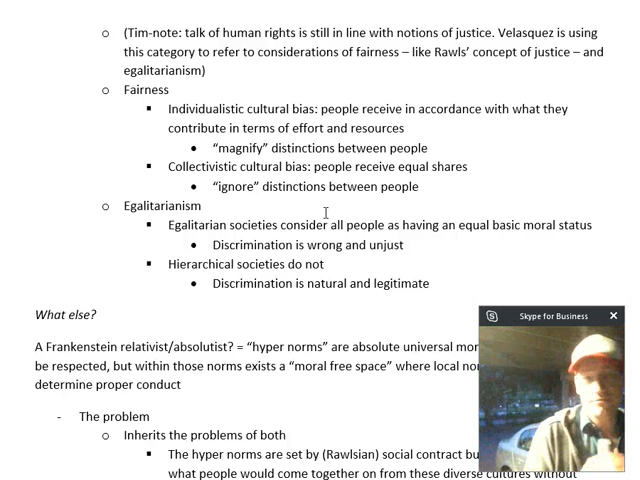 o (Tim-note: talk of human rights is still in line with notions of justice. Velasquez is using
this category to refer to considerations of fairness – like Rawls’ concept of justice – and
egalitarianism)
o Fairness
▪ Individualistic cultural bias: people receive in accordance with what they
contribute in terms of effort and resources
• “magnify” distinctions between people
▪ Collectivistic cultural bias: people receive equal shares
• “ignore” distinctions between people
o Egalitarianism
▪ Egalitarian societies consider all people as having an equal basic moral status
• Discrimination is wrong and unjust
▪ Hierarchical societies do not
• Discrimination is natural and legitimate
What else?
Skype for Business
A Frankenstein relativist/absolutist? = “hyper norms” are absolute universal
be respected, but within those norms exists a “moral free space” where local
determine proper conduct
- The problem
o Inherits the problems of both
▪ The hyper norms are set by (Rawlsian) social contract
what people would come together on from these diverse cultures without